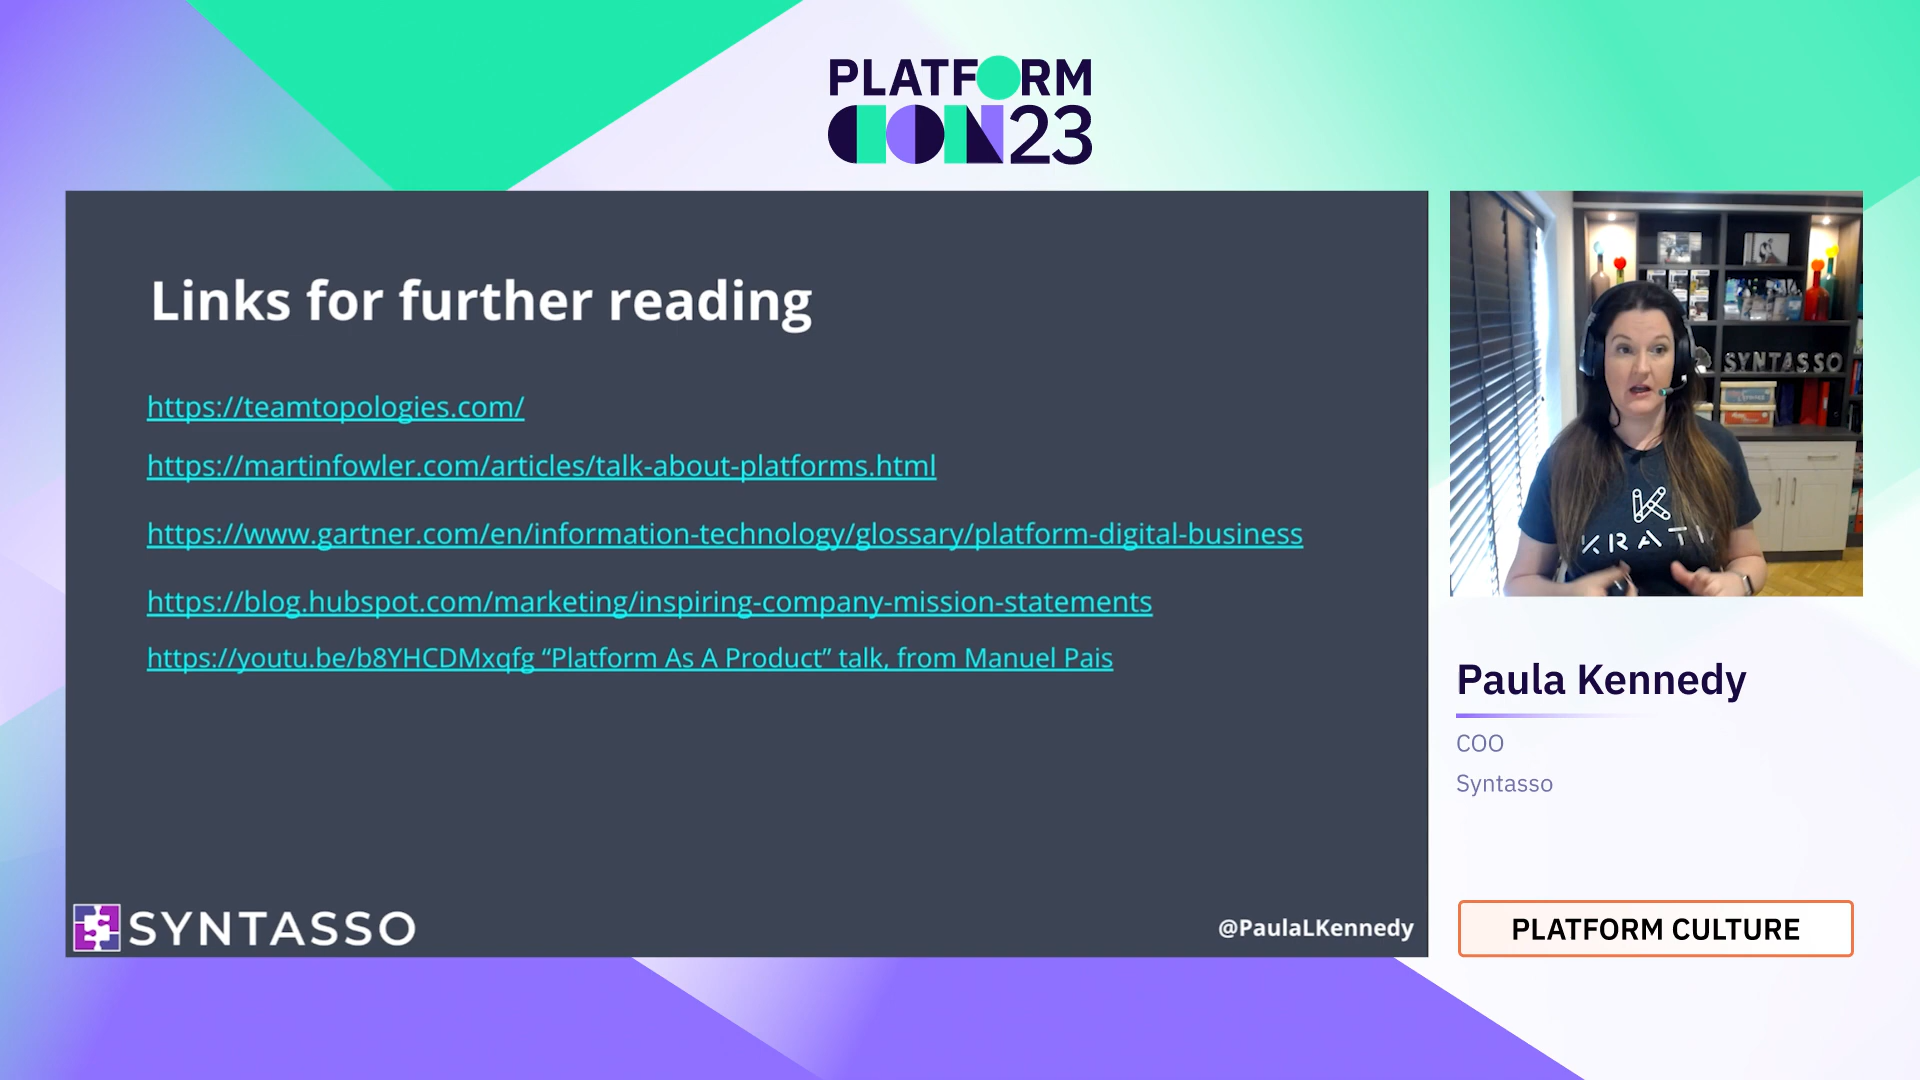 PLATFORM
CON23
Links for further reading
https://teamtopologies.com/
https://martinfowler.com/articles/talk-about-platforms.html
https://www.gartner.com/en/information-technology/glossary/platform-digital-business
https://blog.hubspot.com/marketing/inspiring-company-mission-statements
https://youtu.be/b8YHCDMxqfg “Platform As A Product” talk, from Manuel Pais
SYNTASSO
@PaulaLKennedy
SYNTASSO
KRATI
Paula Kennedy
COO
Syntasso
PLATFORM CULTURE